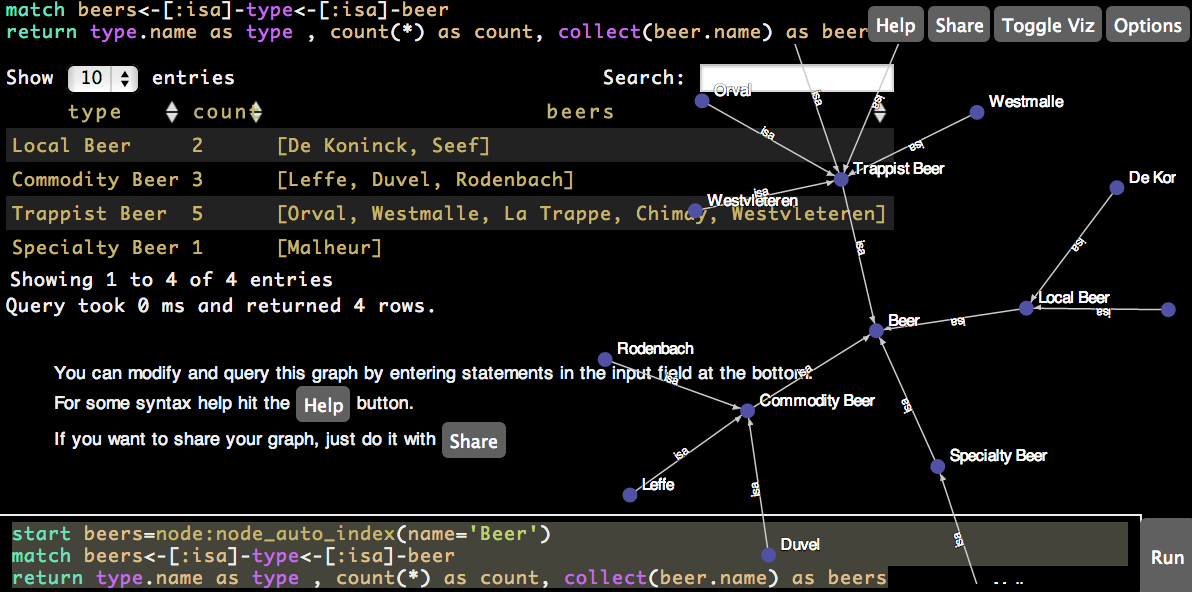 match beers<-[:isa]-type<-[:isa]-beer
return type.name as type , count(*) as count, collect(beer.name) as beer
Help Share Toggle Viz Options
Show 10 entries Search:
type count beers
Local Beer 2 [De Koninck, Seef]
Commodity Beer 3 [Leffe, Duvel, Rodenbach]
Trappist Beer 5 [Orval, Westmalle, La Trappe, Chimay, Westvleteren]
Specialty Beer 1 [Malheur]
Showing 1 to 4 of 4 entries
Query took 0 ms and returned 4 rows.
Orval
isa
isa
Westmalle
isa
isa
Trappist Beer
De Kor
isa
Westvleteren
isa
isa
Local Beer
isa
isa
Beer
Rodenbach
isa
isa
You can modify and query this graph by entering statements in the input field at the bottom.
For some syntax help hit the Help button.
If you want to share your graph, just do it with Share
Commodity Beer
isa
isa
Specialty Beer
Leffe
isa
Duvel
isa
start beers=node:node_auto_index(name='Beer')
match beers<-[:isa]-type<-[:isa]-beer
return type.name as type , count(*) as count, collect(beer.name) as beers
Run